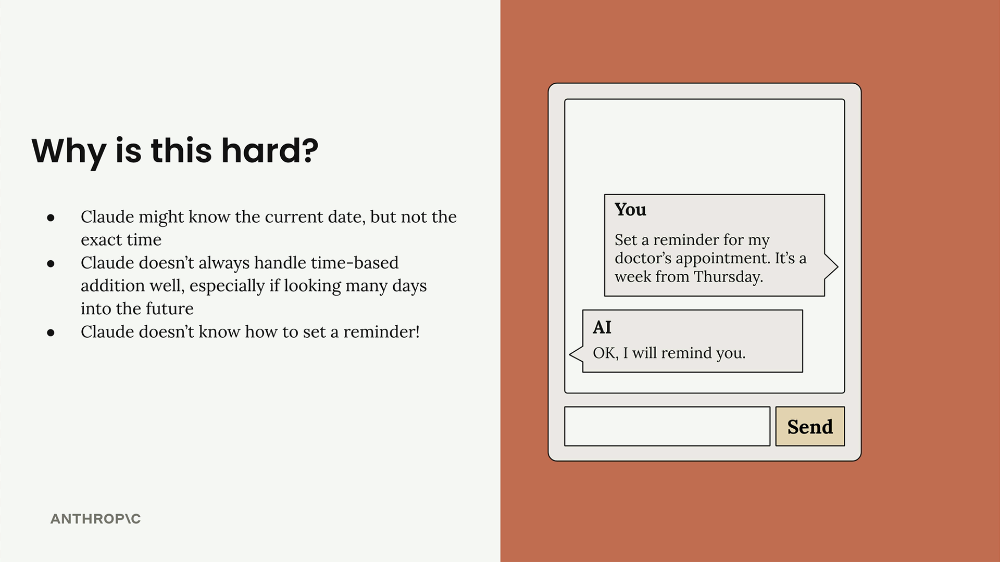 Why is this hard?
● Claude might know the current date, but not the
exact time
● Claude doesn’t always handle time-based
addition well, especially if looking many days
into the future
● Claude doesn’t know how to set a reminder!
ANTHROP\C
You
Set a reminder for my
doctor’s appointment. It’s a
week from Thursday.
AI
OK, I will remind you.
Send